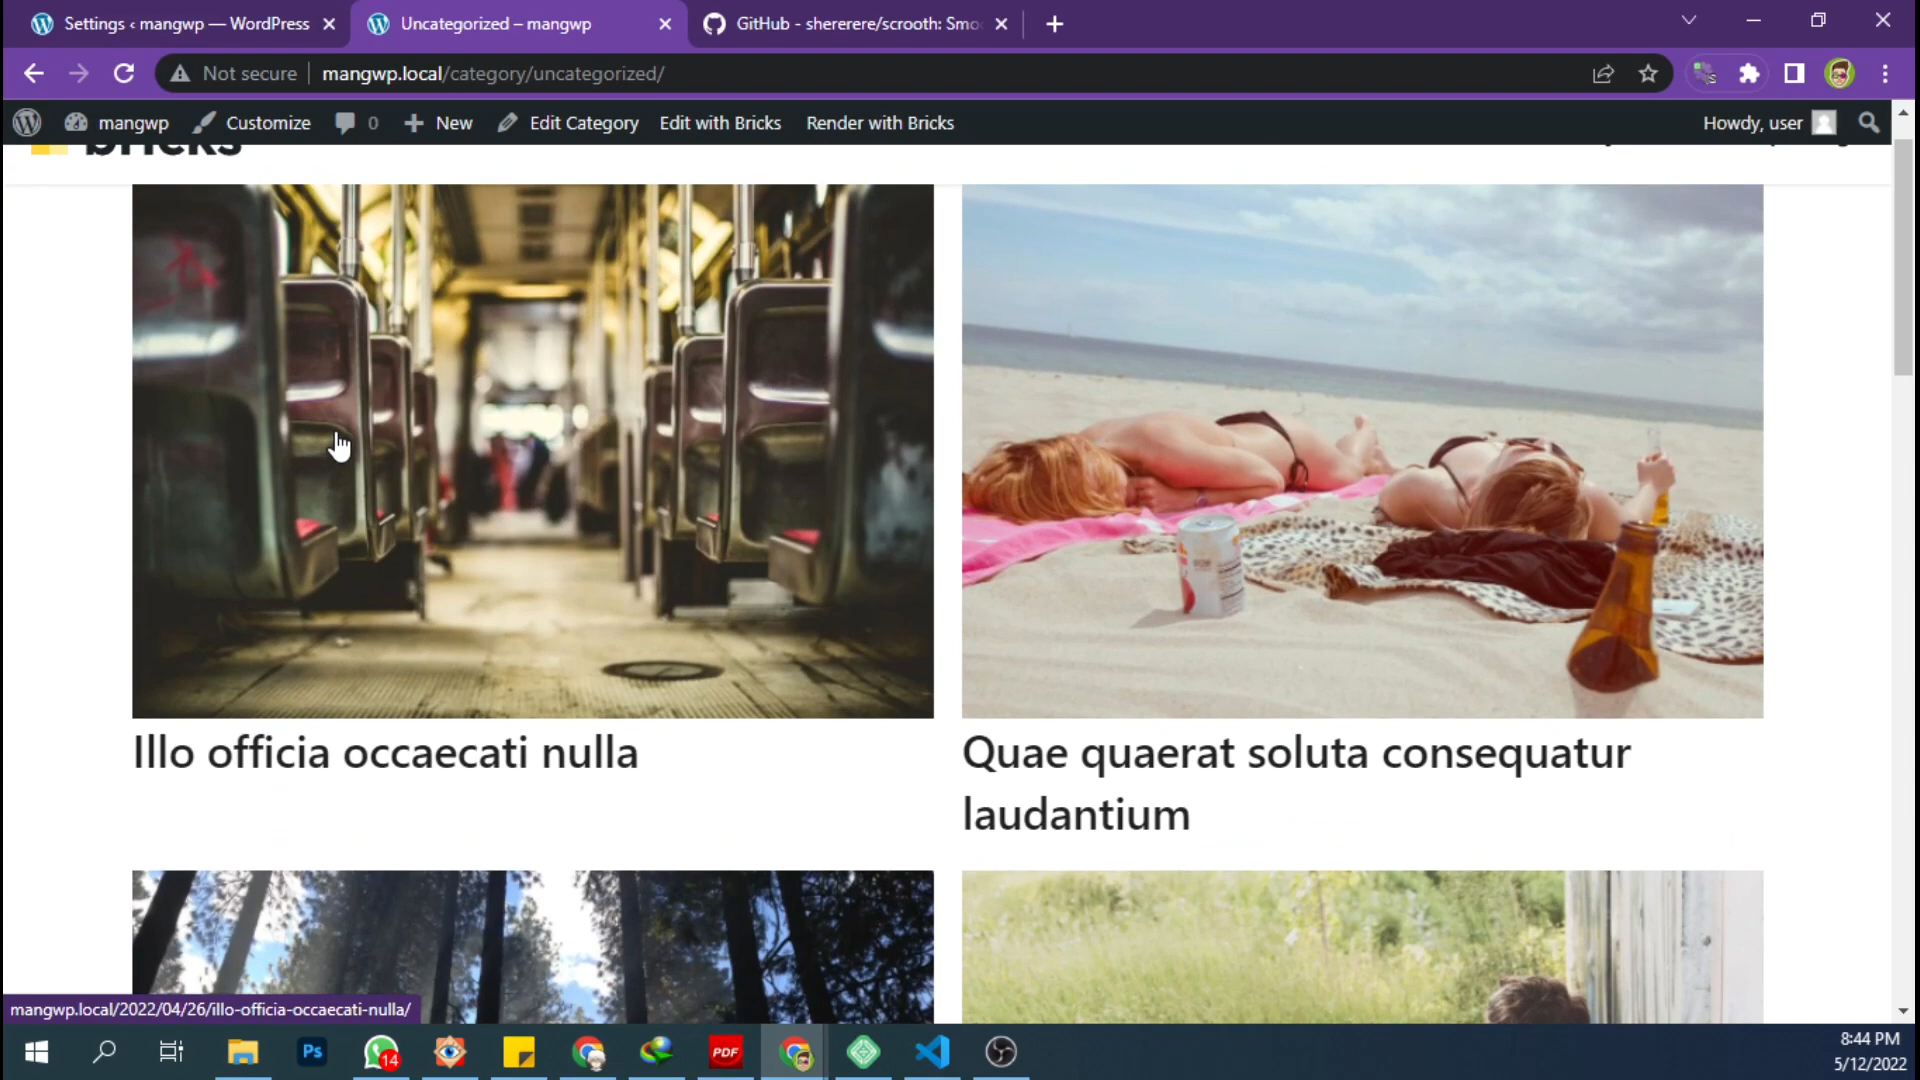 Settings ‹ mangwp — WordPress
Uncategorized – mangwp
GitHub - shererere/scrooth: Smo
Not secure
mangwp.local/category/uncategorized/
mangwp
Customize
0
New
Edit Category
Edit with Bricks
Render with Bricks
Howdy, user
bricks
Illo officia occaecati nulla
Quae quaerat soluta consequatur
laudantium
mangwp.local/2022/04/26/illo-officia-occaecati-nulla/
Ps
14
PDF
8:44 PM
5/12/2022